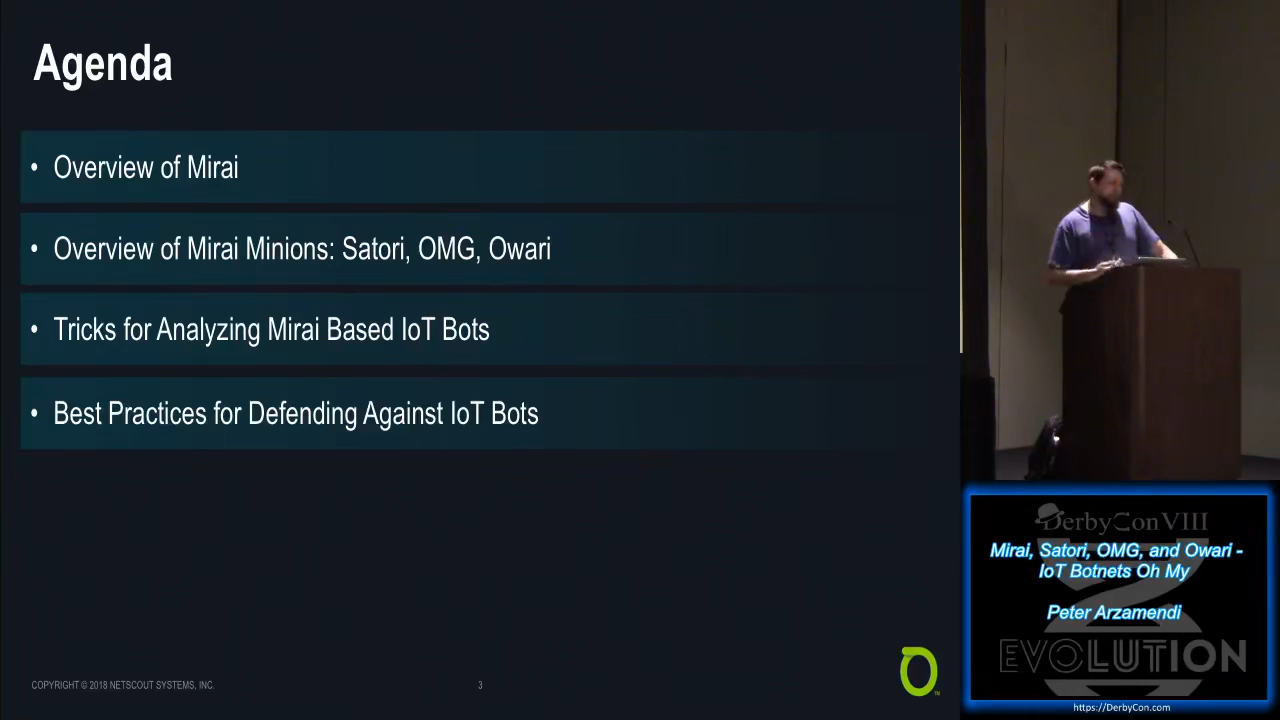 Agenda
• Overview of Mirai
• Overview of Mirai Minions: Satori, OMG, Owari
• Tricks for Analyzing Mirai Based IoT Bots
• Best Practices for Defending Against IoT Bots
COPYRIGHT © 2018 NETSCOUT SYSTEMS, INC.
3
TM
DerbyCon VIII
Mirai, Satori, OMG, and Owari -
IoT Botnets Oh My
Peter Arzamendi
EVOLUTION
https://DerbyCon.com